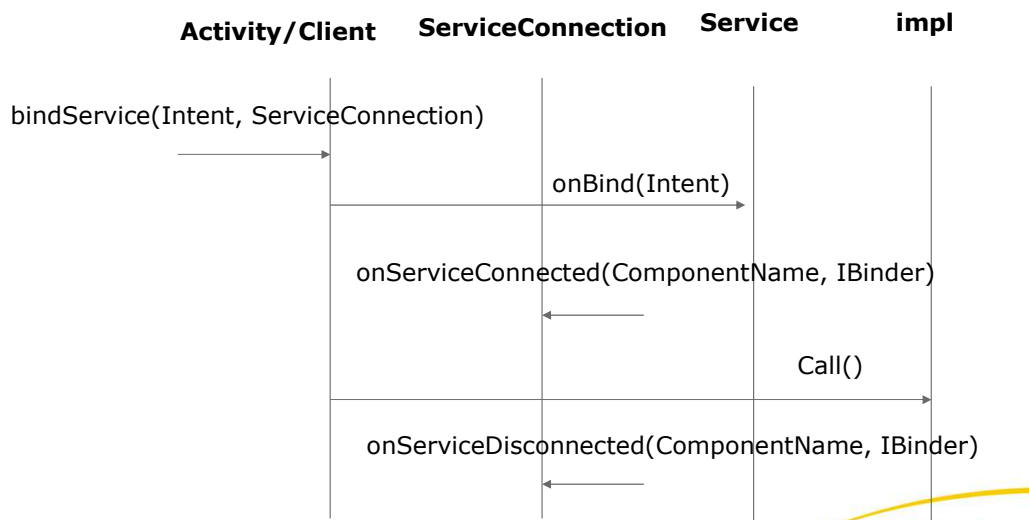 Activity/Client ServiceConnection Service impl
bindService(Intent, ServiceConnection)
onBind(Intent)
onServiceConnected(ComponentName, IBinder)
Call()
onServiceDisconnected(ComponentName, IBinder)